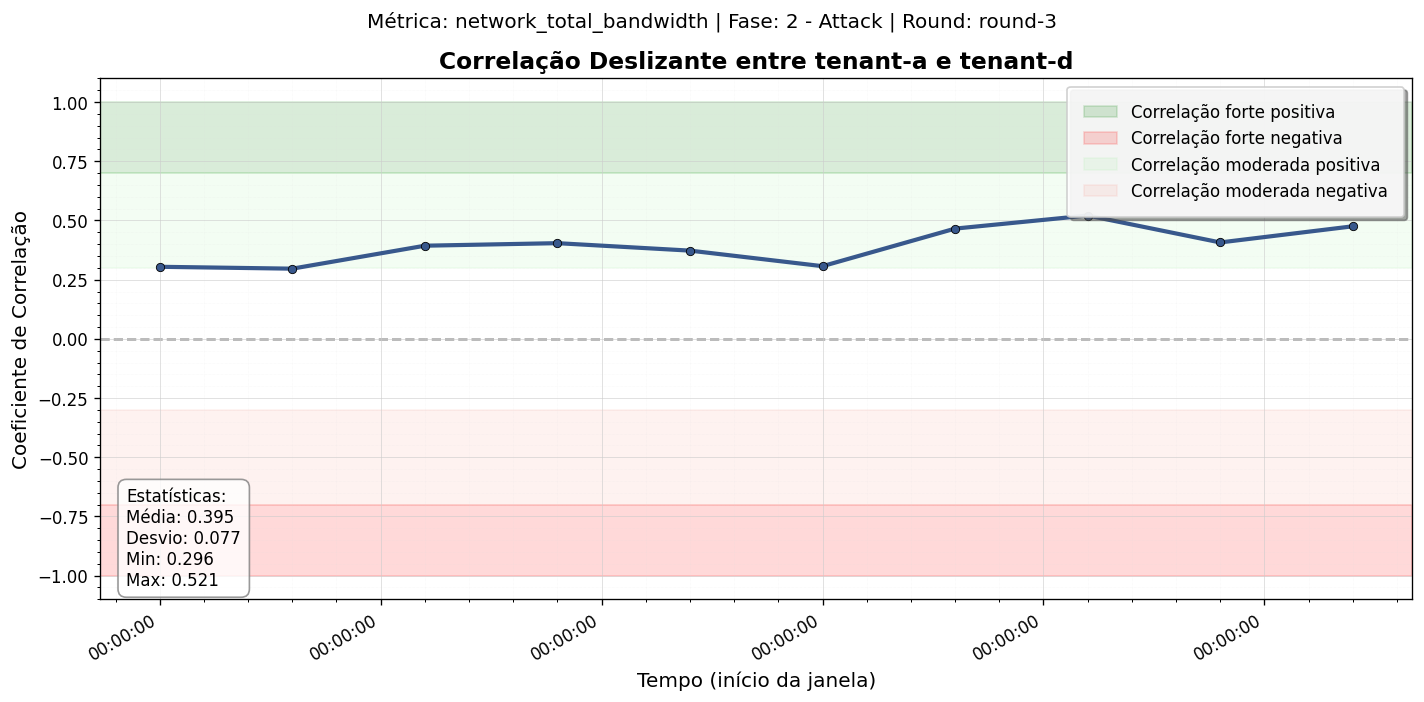 Métrica: network_total_bandwidth | Fase: 2 - Attack | Round: round-3
Correlação Deslizante entre tenant-a e tenant-d
Correlação forte positiva
Correlação forte negativa
Correlação moderada positiva
Correlação moderada negativa
Coeficiente de Correlação
1.00
0.75
0.50
0.25
0.00
−0.25
−0.50
−0.75
−1.00
Estatísticas:
Média: 0.395
Desvio: 0.077
Min: 0.296
Max: 0.521
00:00:00
00:00:00
00:00:00
00:00:00
00:00:00
00:00:00
Tempo (início da janela)